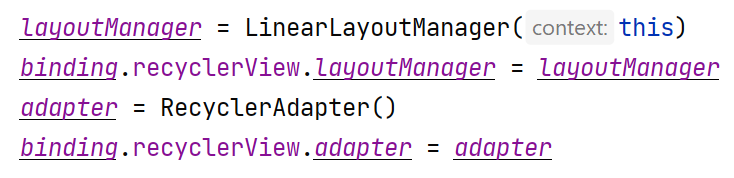 layoutManager = LinearLayoutManager(context: this)
binding.recyclerView.layoutManager = layoutManager
adapter = RecyclerAdapter()
binding.recyclerView.adapter = adapter